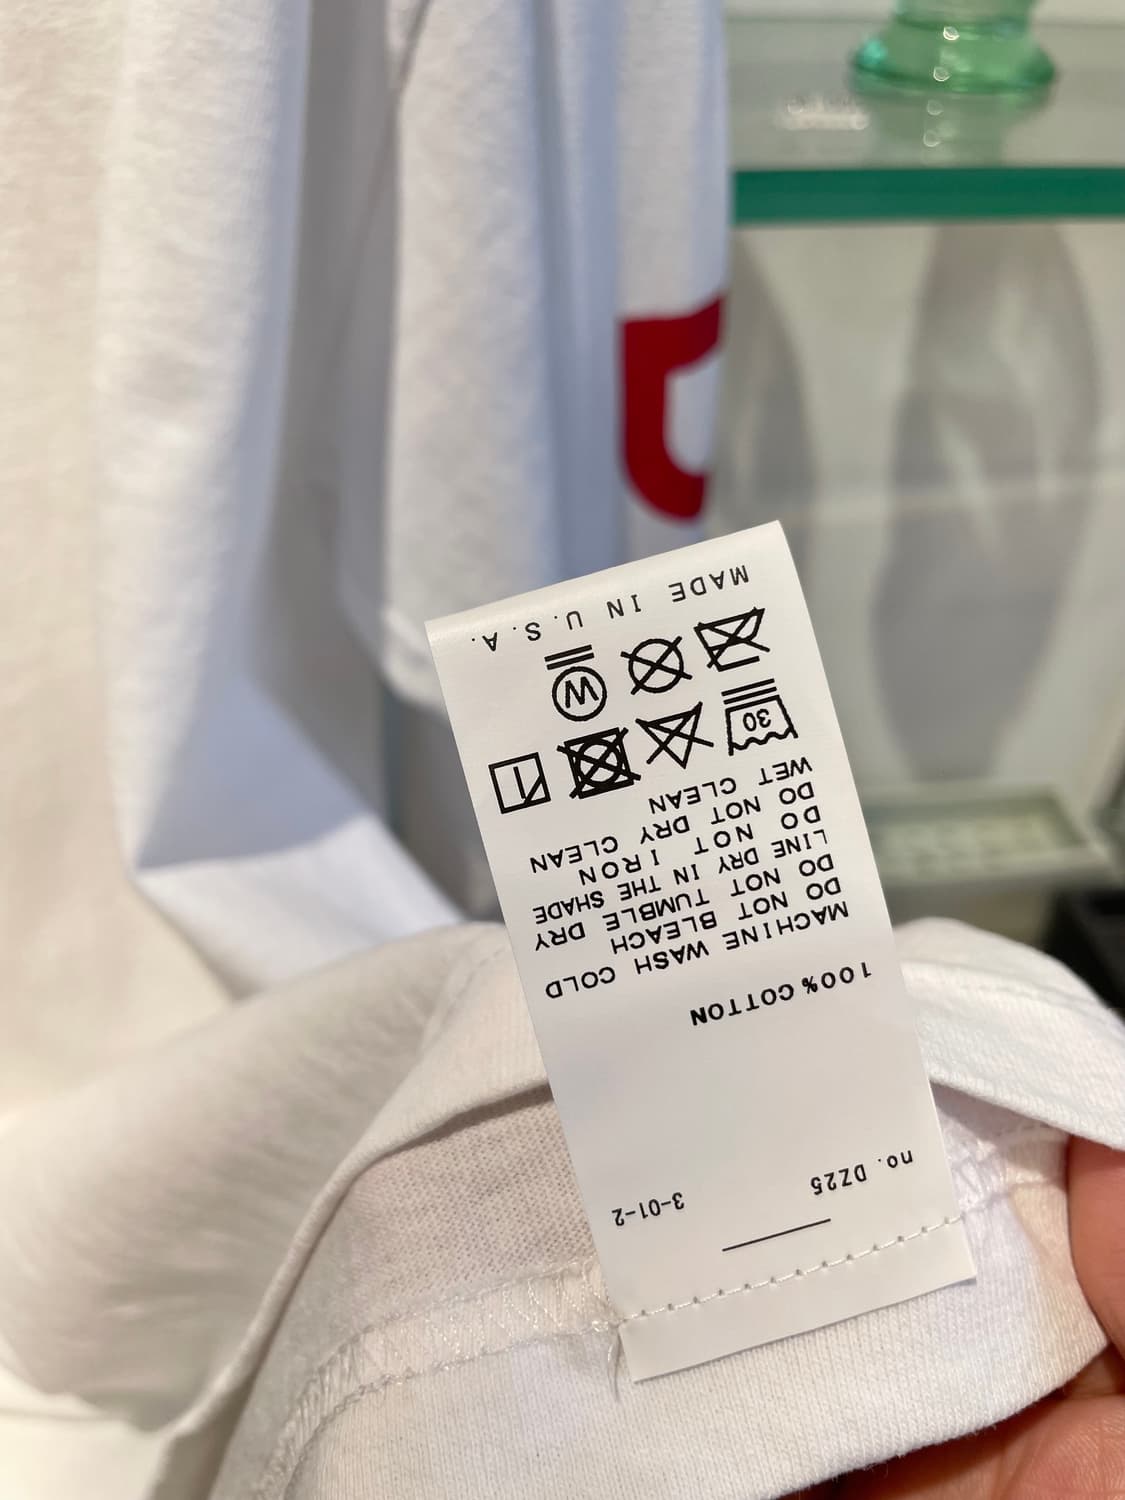 no. DZ25 3-01-2
100% COTTON
MACHINE WASH COLD
DO NOT BLEACH
DO NOT TUMBLE DRY
LINE DRY IN THE SHADE
DO NOT IRON
DO NOT DRY CLEAN
WET CLEAN
30
W
MADE IN U.S.A.